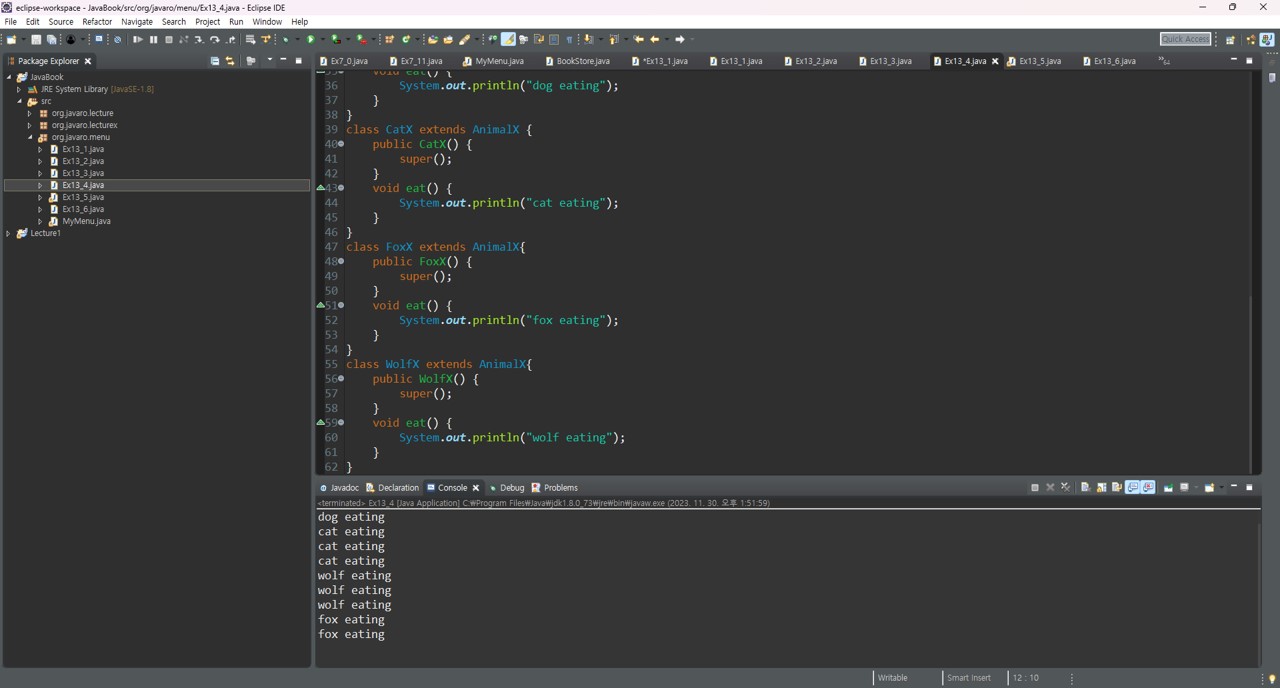 eclipse-workspace - JavaBook/src/org/javaro/menu/Ex13_4.java - Eclipse IDE
File Edit Source Refactor Navigate Search Project Run Window Help
Quick Access
Package Explorer
JavaBook
JRE System Library [JavaSE-1.8]
src
org.javaro.lecture
org.javaro.lecturex
org.javaro.menu
Ex13_1.java
Ex13_2.java
Ex13_3.java
Ex13_4.java
Ex13_5.java
Ex13_6.java
MyMenu.java
Lecture1
Ex7_0.java Ex7_11.java MyMenu.java BookStore.java *Ex13_1.java Ex13_1.java Ex13_2.java Ex13_3.java Ex13_4.java Ex13_5.java Ex13_6.java
35 void eat() {
36 System.out.println("dog eating");
37 }
38 }
39 class CatX extends AnimalX {
40 public CatX() {
41 super();
42 }
43 void eat() {
44 System.out.println("cat eating");
45 }
46 }
47 class FoxX extends AnimalX{
48 public FoxX() {
49 super();
50 }
51 void eat() {
52 System.out.println("fox eating");
53 }
54 }
55 class WolfX extends AnimalX{
56 public WolfX() {
57 super();
58 }
59 void eat() {
60 System.out.println("wolf eating");
61 }
62 }
Javadoc Declaration Console Debug Problems
<terminated> Ex13_4 [Java Application] C:₩Program Files₩Java₩jdk1.8.0_73₩jre₩bin₩javaw.exe (2023. 11. 30. 오후 1:51:59)
dog eating
cat eating
cat eating
cat eating
wolf eating
wolf eating
wolf eating
fox eating
fox eating
Writable Smart Insert 12 : 10